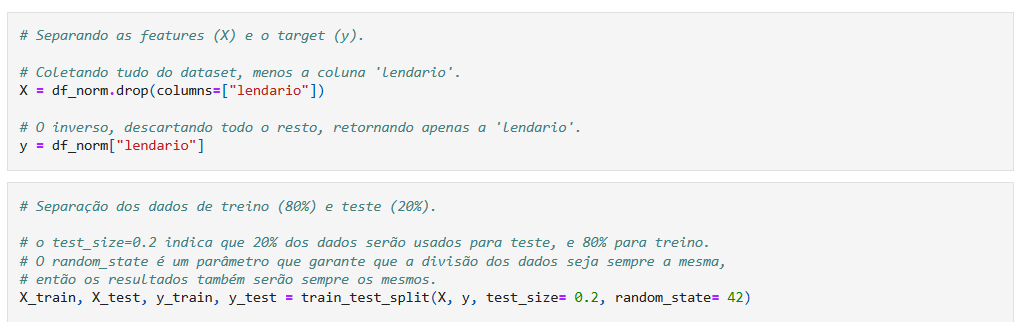 # Separando as features (X) e o target (y).
# Coletando tudo do dataset, menos a coluna 'lendario'.
X = df_norm.drop(columns=["lendario"])
# O inverso, descartando todo o resto, retornando apenas a 'lendario'.
y = df_norm["lendario"]
# Separação dos dados de treino (80%) e teste (20%).
# o test_size=0.2 indica que 20% dos dados serão usados para teste, e 80% para treino.
# O random_state é um parâmetro que garante que a divisão dos dados seja sempre a mesma,
# então os resultados também serão sempre os mesmos.
X_train, X_test, y_train, y_test = train_test_split(X, y, test_size= 0.2, random_state= 42)